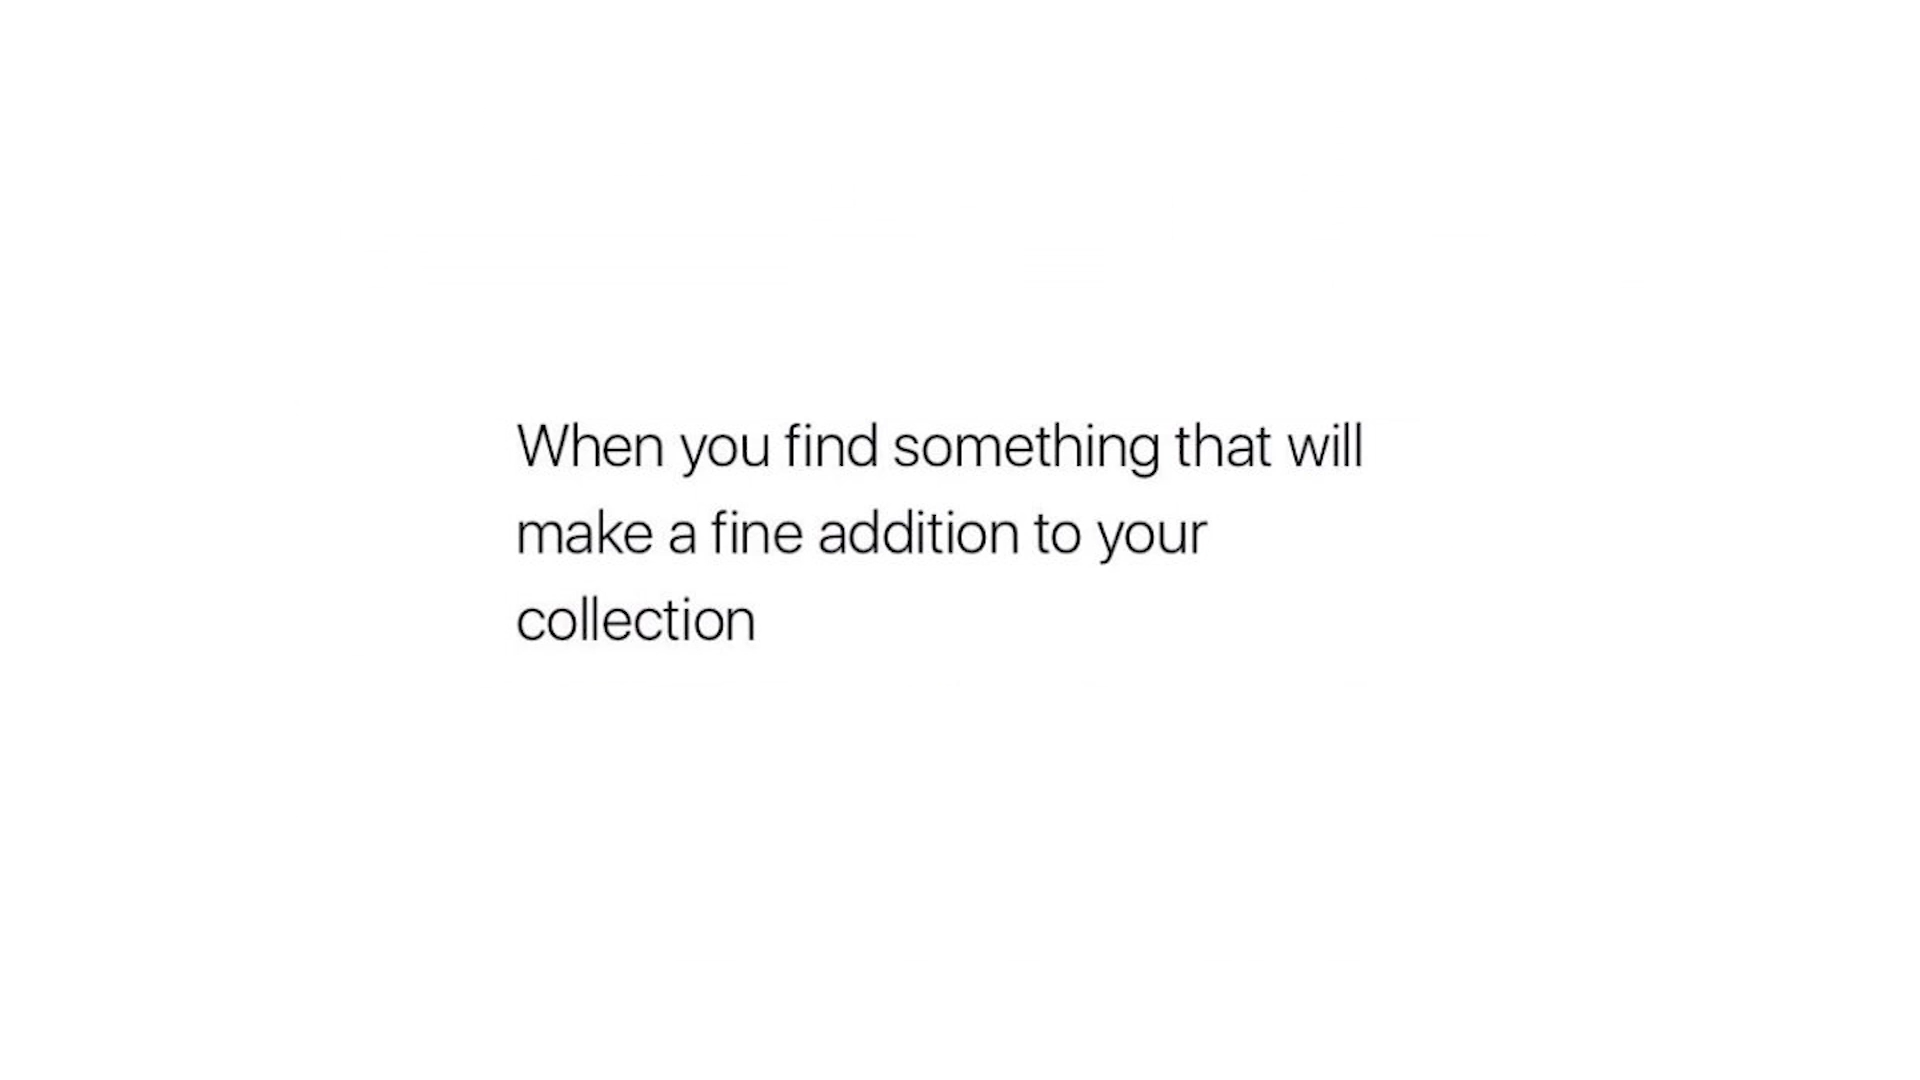 When you find something that will
make a fine addition to your
collection